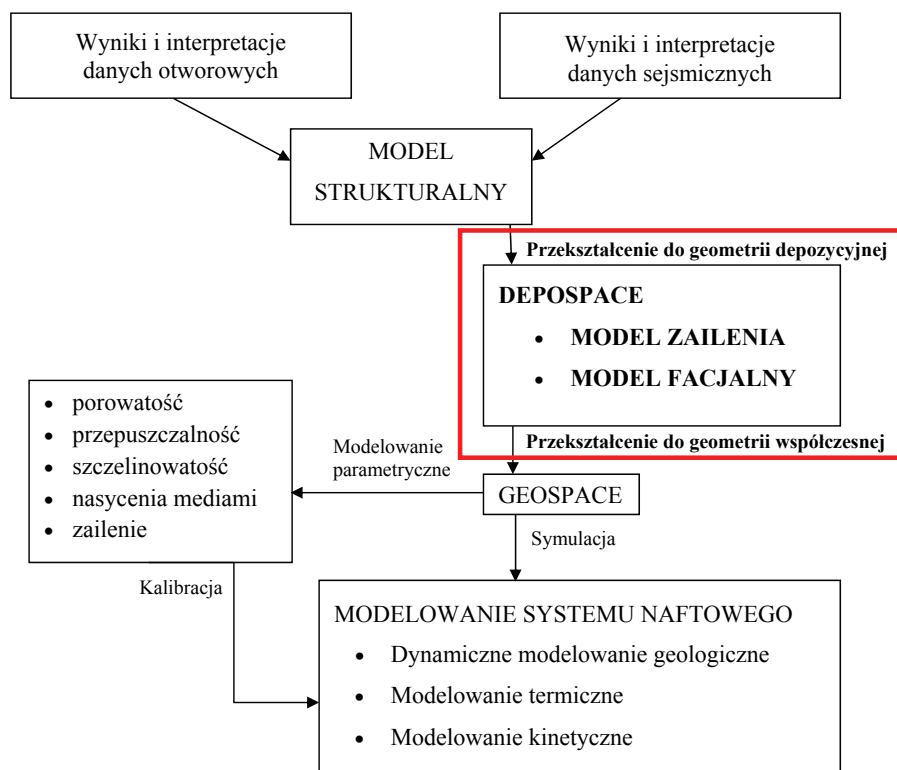 Wyniki i interpretacje
danych otworowych
Wyniki i interpretacje
danych sejsmicznych
MODEL
STRUKTURALNY
Przekształcenie do geometrii depozycyjnej
DEPOSPACE
• MODEL ZAILENIA
• MODEL FACJALNY
Przekształcenie do geometrii współczesnej
• porowatość
• przepuszczalność
• szczelinowatość
• nasycenia mediami
• zailenie
Modelowanie
parametryczne
GEOSPACE
Symulacja
Kalibracja
MODELOWANIE SYSTEMU NAFTOWEGO
• Dynamiczne modelowanie geologiczne
• Modelowanie termiczne
• Modelowanie kinetyczne